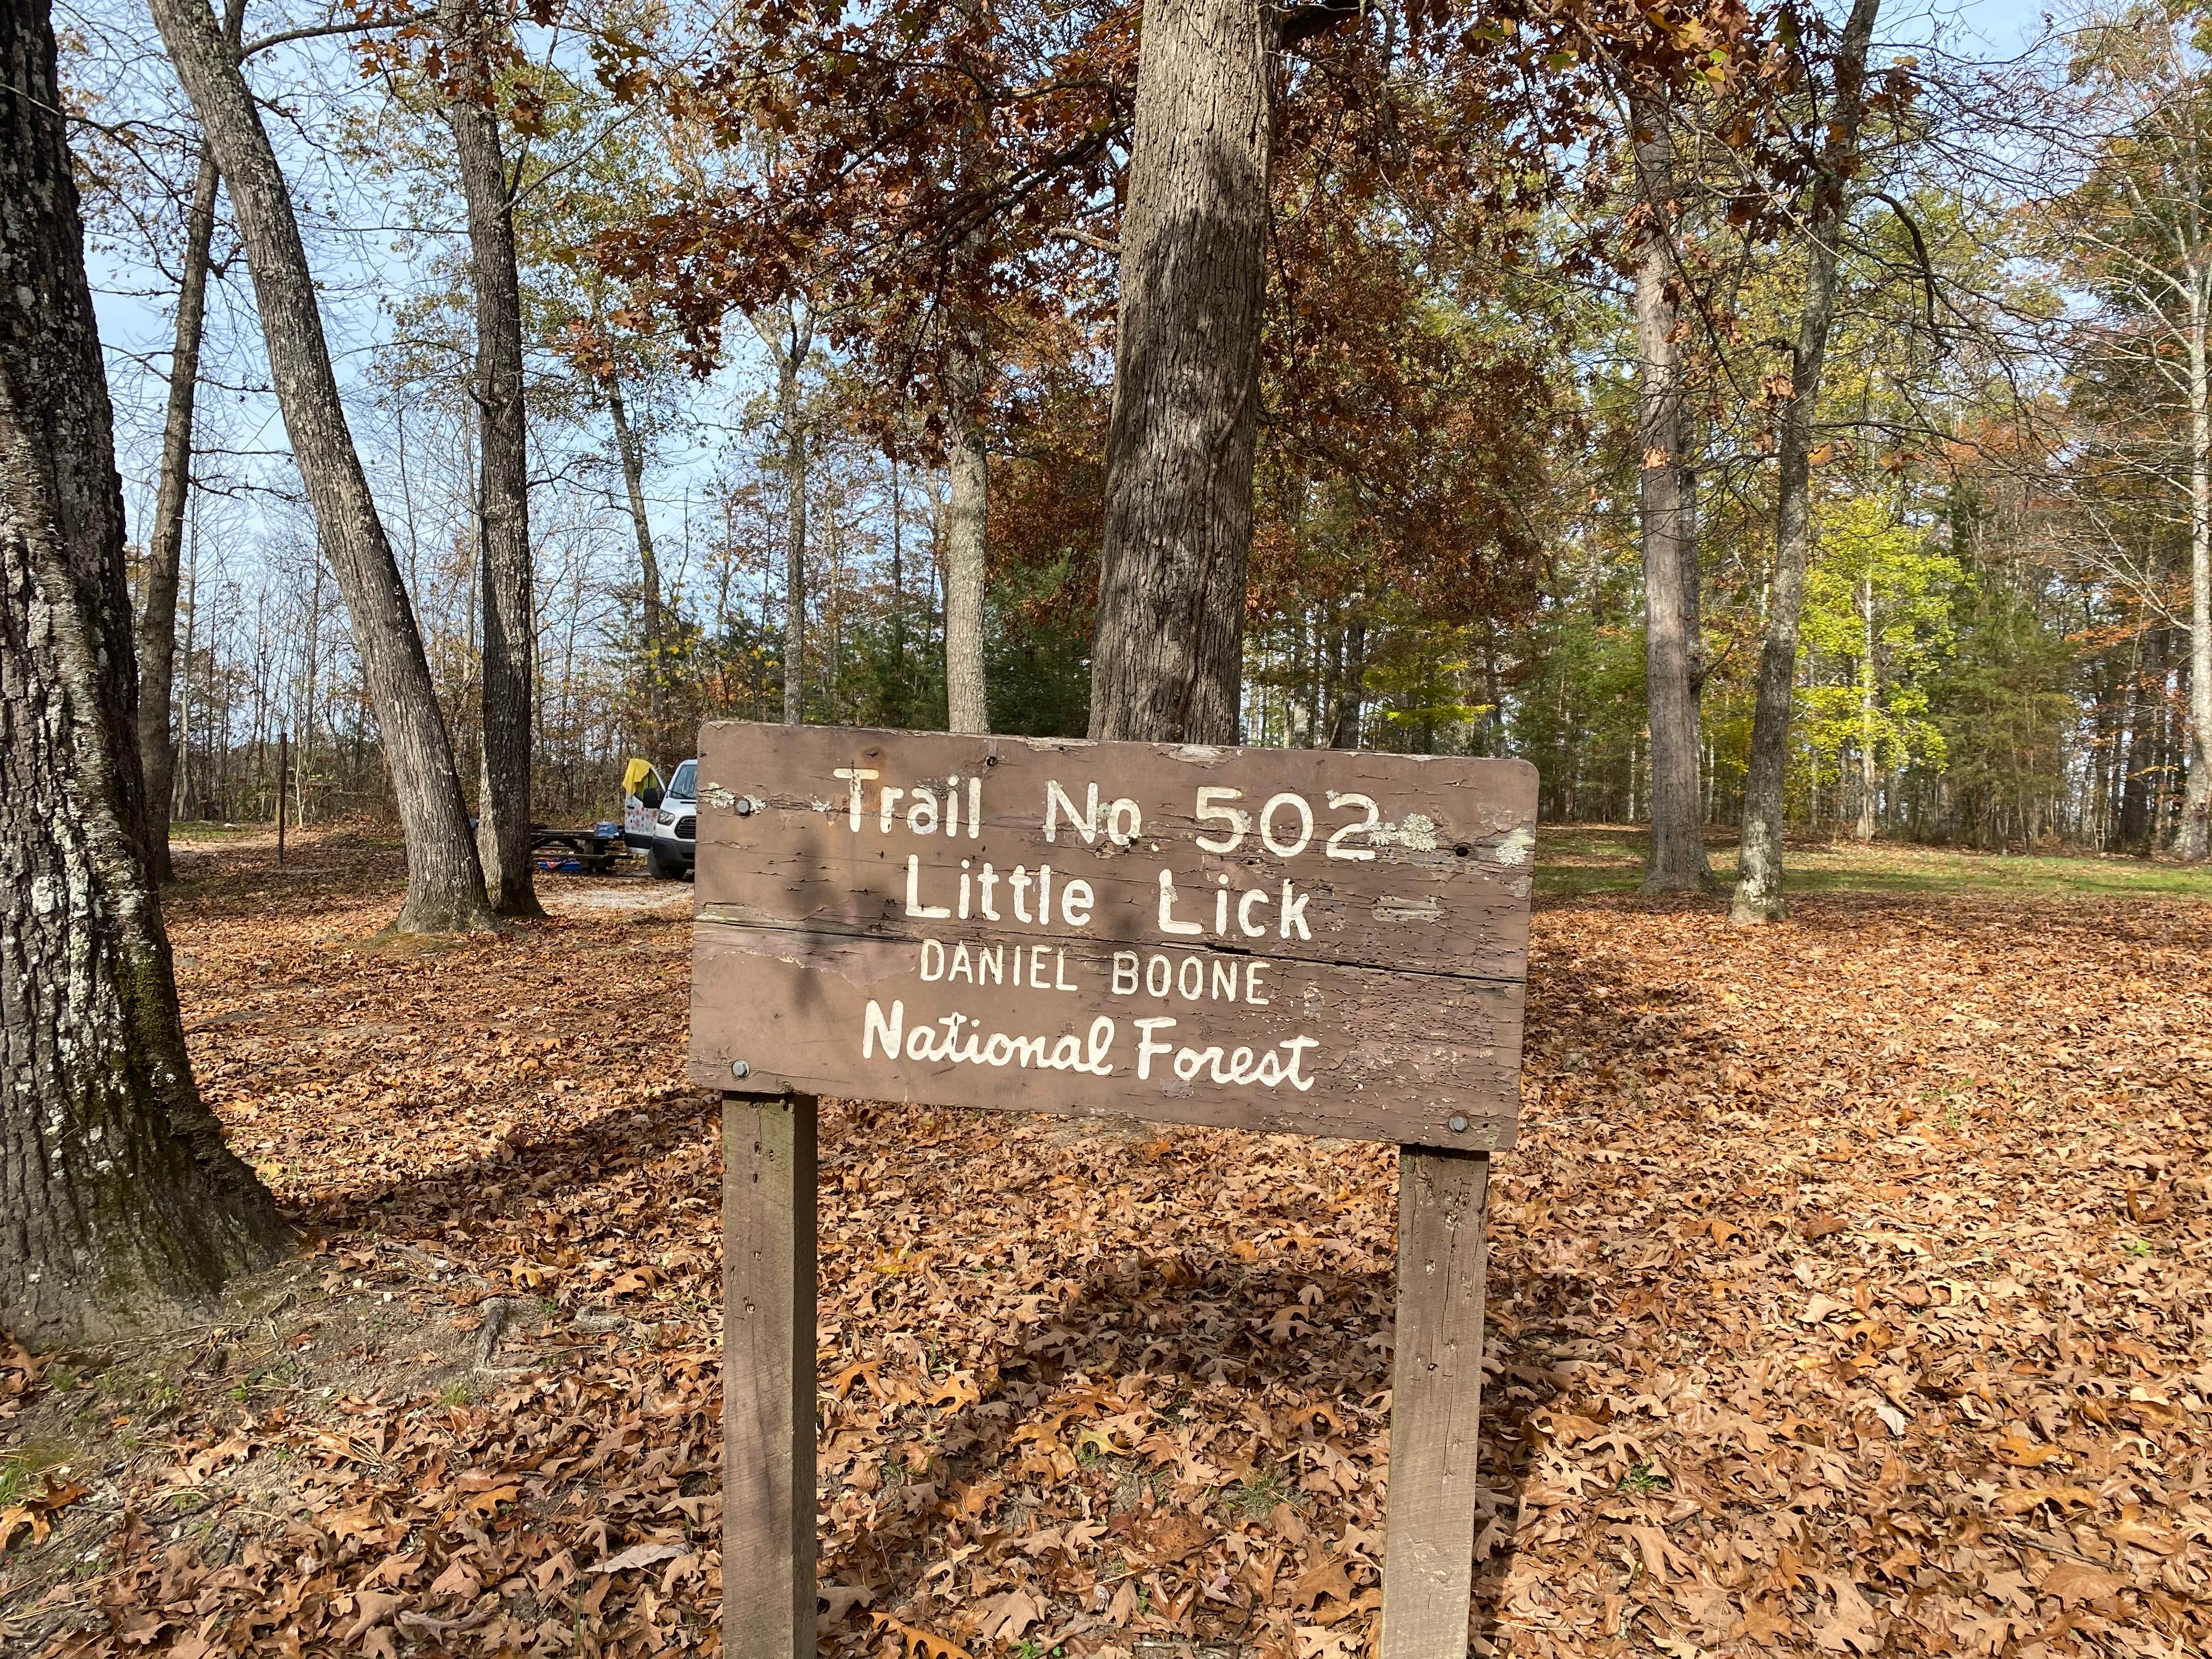 Trail No. 502
Little Lick
DANIEL BOONE
National Forest